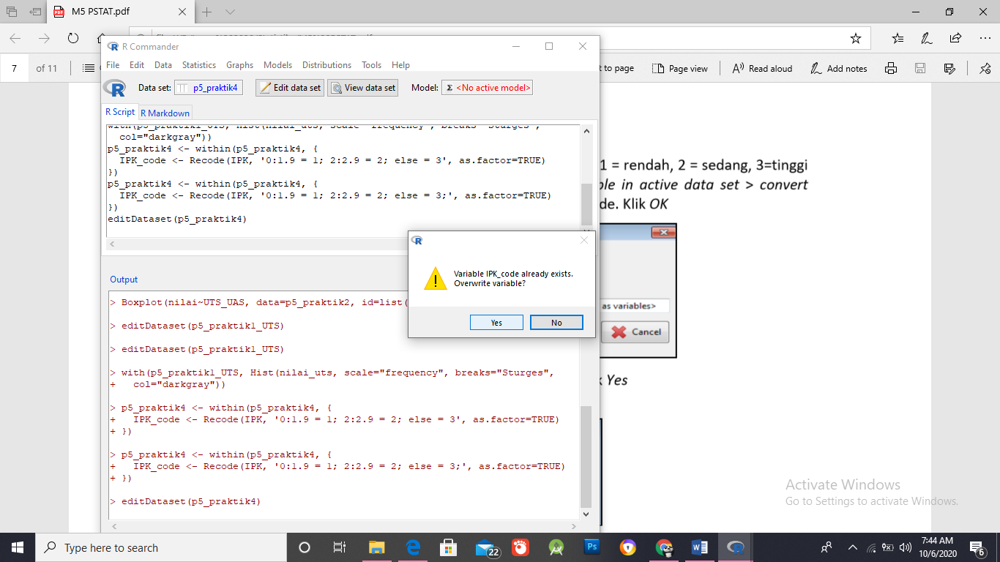 M5 PSTAT.pdf
7 of 11
t to page
Page view
Read aloud
Add notes
R Commander
File Edit Data Statistics Graphs Models Distributions Tools Help
Data set: p5_praktik4 Edit data set View data set Model: Σ <No active model>
R Script R Markdown
with(p5_praktik1_UTS, Hist(nilai_uts, scale="frequency", breaks="Sturges",
col="darkgray"))
p5_praktik4 <- within(p5_praktik4, {
IPK_code <- Recode(IPK, '0:1.9 = 1; 2:2.9 = 2; else = 3', as.factor=TRUE)
})
p5_praktik4 <- within(p5_praktik4, {
IPK_code <- Recode(IPK, '0:1.9 = 1; 2:2.9 = 2; else = 3;', as.factor=TRUE)
})
editDataset(p5_praktik4)
Output
> Boxplot(nilai~UTS_UAS, data=p5_praktik2, id=list(
> editDataset(p5_praktik1_UTS)
> editDataset(p5_praktik1_UTS)
> with(p5_praktik1_UTS, Hist(nilai_uts, scale="frequency", breaks="Sturges",
+ col="darkgray"))
> p5_praktik4 <- within(p5_praktik4, {
+ IPK_code <- Recode(IPK, '0:1.9 = 1; 2:2.9 = 2; else = 3', as.factor=TRUE)
+ })
> p5_praktik4 <- within(p5_praktik4, {
+ IPK_code <- Recode(IPK, '0:1.9 = 1; 2:2.9 = 2; else = 3;', as.factor=TRUE)
+ })
> editDataset(p5_praktik4)
Variable IPK_code already exists.
Overwrite variable?
Yes No
1 = rendah, 2 = sedang, 3=tinggi
ble in active data set > convert
de. Klik OK
as variables>
Cancel
k Yes
Activate Windows
Go to Settings to activate Windows.
Type here to search
Ps
22
7:44 AM
10/6/2020
6